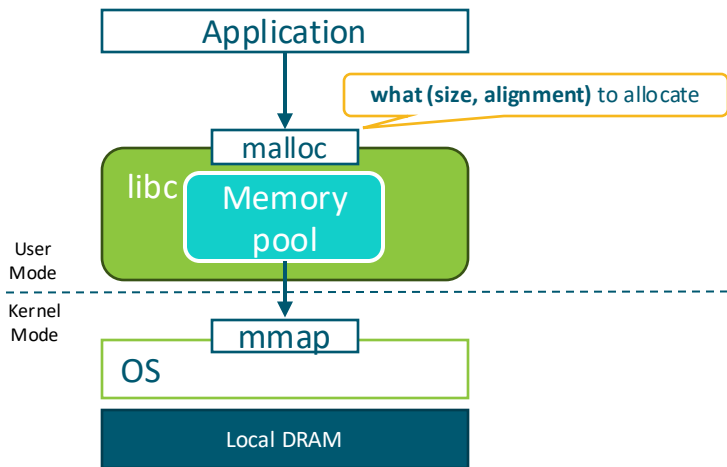 Application
what (size, alignment) to allocate
malloc
libc
Memory
pool
User
Mode
Kernel
Mode
mmap
OS
Local DRAM